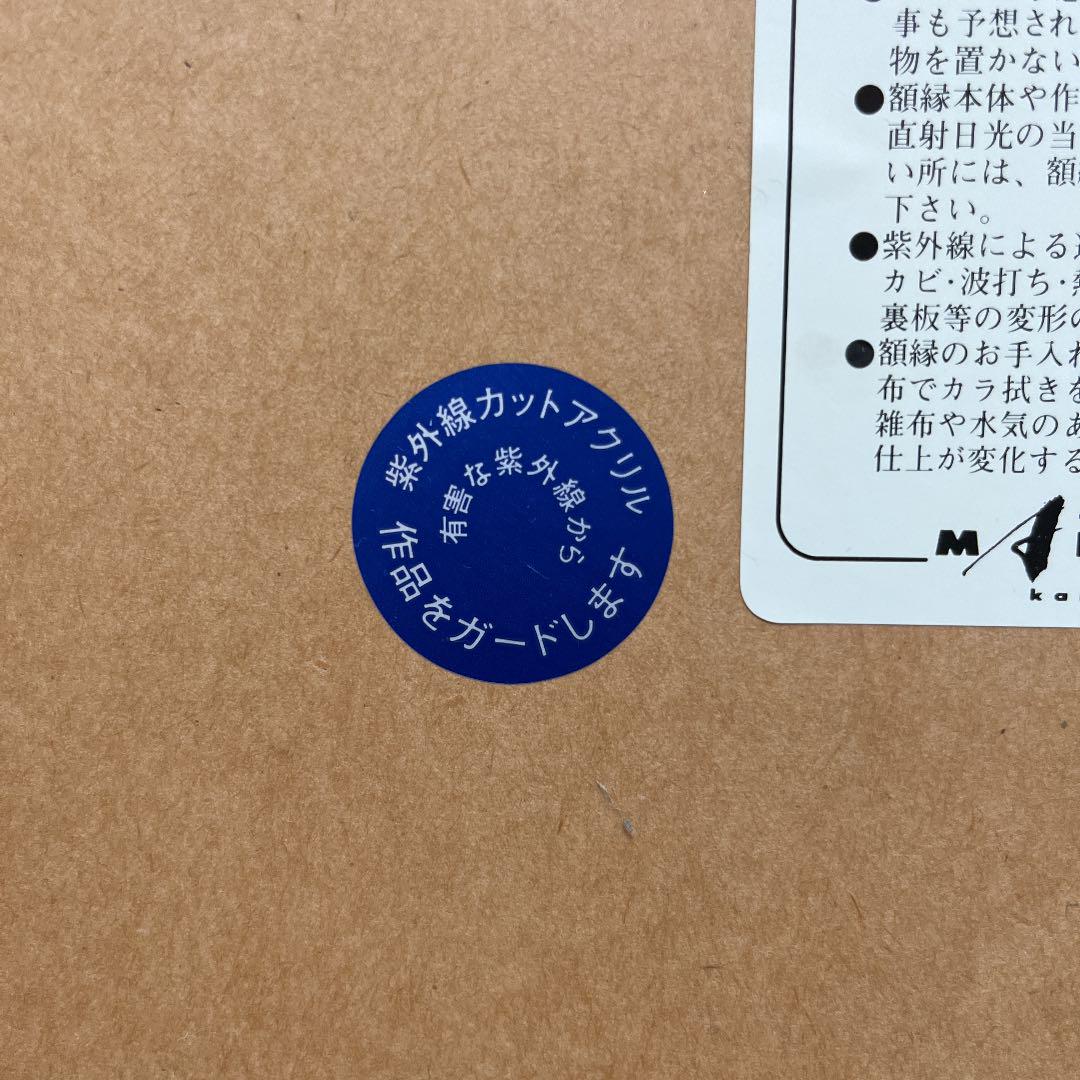 紫外線カットアクリル
有害な紫外線から
作品をガードします
事も予想され
物を置かない
●額縁本体や作
直射日光の当
い所には、額
下さい。
●紫外線による
カビ・波打ち・
裏板等の変形の
●額縁のお手入れ
布でカラ拭きを
雑布や水気のあ
仕上が変化する
MA
ka